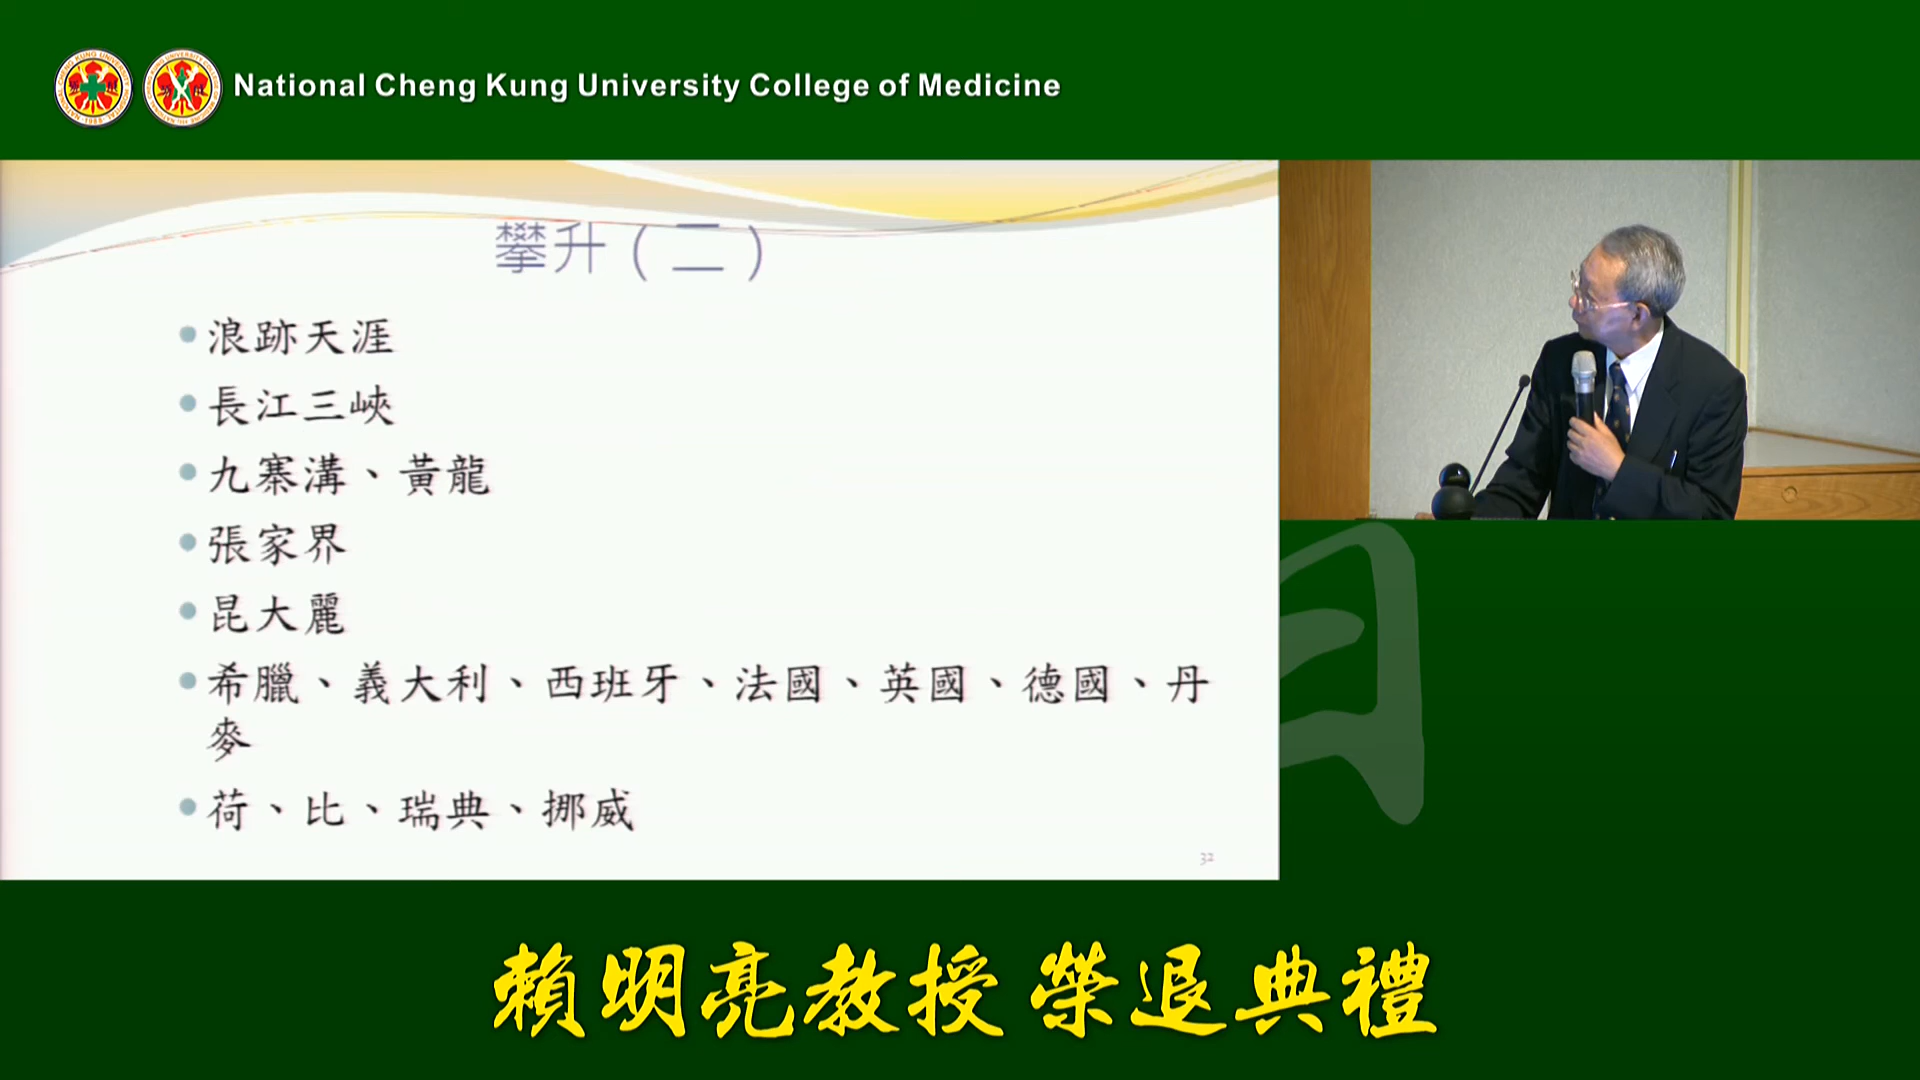 National Cheng Kung University College of Medicine
攀升(二)
浪跡天涯
長江三峽
九寨溝、黃龍
張家界
昆大麗
希臘、義大利、西班牙、法國、英國、德國、丹
麥
荷、比、瑞典、挪威
32
賴明亮教授 榮退典禮